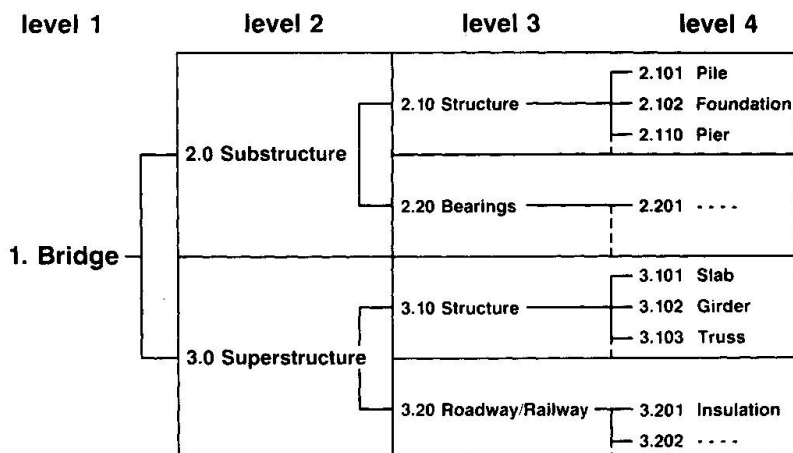 level 1 level 2 level 3 level 4
2.101 Pile
2.10 Structure 2.102 Foundation
2.110 Pier
2.0 Substructure
2.20 Bearings 2.201 - - - -
1. Bridge
3.101 Slab
3.10 Structure 3.102 Girder
3.103 Truss
3.0 Superstructure
3.20 Roadway/Railway 3.201 Insulation
3.202 - - - -